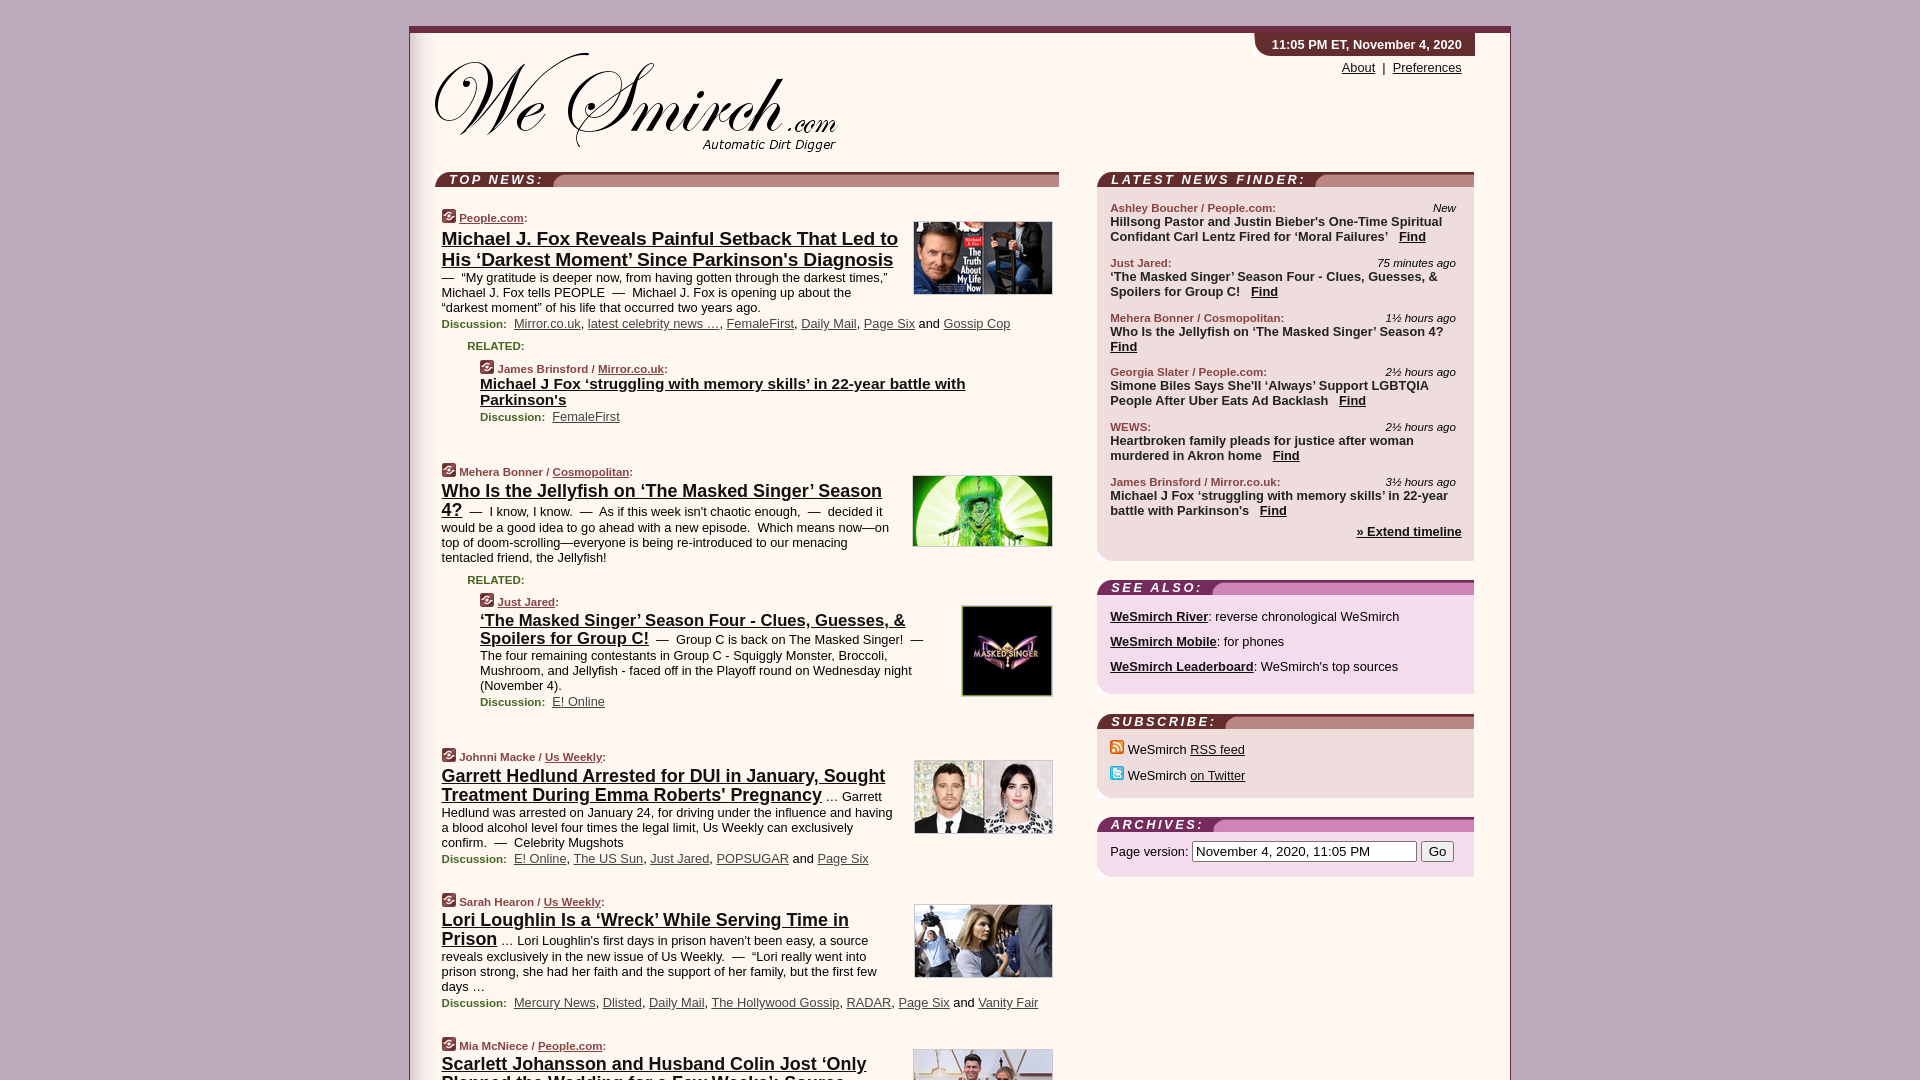 11:05 PM ET, November 4, 2020
About | Preferences
We Smirch .com
Automatic Dirt Digger
TOP NEWS:
People.com:
Michael J. Fox Reveals Painful Setback That Led to
His ‘Darkest Moment’ Since Parkinson's Diagnosis
— “My gratitude is deeper now, from having gotten through the darkest times,”
Michael J. Fox tells PEOPLE — Michael J. Fox is opening up about the
“darkest moment” of his life that occurred two years ago.
Discussion: Mirror.co.uk, latest celebrity news …, FemaleFirst, Daily Mail, Page Six and Gossip Cop
The
Truth
About
My Life
Now
RELATED:
James Brinsford / Mirror.co.uk:
Michael J Fox ‘struggling with memory skills’ in 22-year battle with
Parkinson's
Discussion: FemaleFirst
Mehera Bonner / Cosmopolitan:
Who Is the Jellyfish on ‘The Masked Singer’ Season
4? — I know, I know. — As if this week isn't chaotic enough, — decided it
would be a good idea to go ahead with a new episode. Which means now—on
top of doom-scrolling—everyone is being re-introduced to our menacing
tentacled friend, the Jellyfish!
RELATED:
Just Jared:
‘The Masked Singer’ Season Four - Clues, Guesses, &
Spoilers for Group C! — Group C is back on The Masked Singer! —
The four remaining contestants in Group C - Squiggly Monster, Broccoli,
Mushroom, and Jellyfish - faced off in the Playoff round on Wednesday night
(November 4).
Discussion: E! Online
MASKED SINGER
Johnni Macke / Us Weekly:
Garrett Hedlund Arrested for DUI in January, Sought
Treatment During Emma Roberts' Pregnancy … Garrett
Hedlund was arrested on January 24, for driving under the influence and having
a blood alcohol level four times the legal limit, Us Weekly can exclusively
confirm. — Celebrity Mugshots
Discussion: E! Online, The US Sun, Just Jared, POPSUGAR and Page Six
Sarah Hearon / Us Weekly:
Lori Loughlin Is a ‘Wreck’ While Serving Time in
Prison … Lori Loughlin's first days in prison haven't been easy, a source
reveals exclusively in the new issue of Us Weekly. — “Lori really went into
prison strong, she had her faith and the support of her family, but the first few
days …
Discussion: Mercury News, Dlisted, Daily Mail, The Hollywood Gossip, RADAR, Page Six and Vanity Fair
Mia McNiece / People.com:
Scarlett Johansson and Husband Colin Jost ‘Only
Planned the Wedding for a Few Weeks’: Source
LATEST NEWS FINDER:
Ashley Boucher / People.com: New
Hillsong Pastor and Justin Bieber's One-Time Spiritual
Confidant Carl Lentz Fired for ‘Moral Failures’ Find
Just Jared: 75 minutes ago
‘The Masked Singer’ Season Four - Clues, Guesses, &
Spoilers for Group C! Find
Mehera Bonner / Cosmopolitan: 1½ hours ago
Who Is the Jellyfish on ‘The Masked Singer’ Season 4?
Find
Georgia Slater / People.com: 2½ hours ago
Simone Biles Says She'll ‘Always’ Support LGBTQIA
People After Uber Eats Ad Backlash Find
WEWS: 2½ hours ago
Heartbroken family pleads for justice after woman
murdered in Akron home Find
James Brinsford / Mirror.co.uk: 3½ hours ago
Michael J Fox ‘struggling with memory skills’ in 22-year
battle with Parkinson's Find
» Extend timeline
SEE ALSO:
WeSmirch River: reverse chronological WeSmirch
WeSmirch Mobile: for phones
WeSmirch Leaderboard: WeSmirch's top sources
SUBSCRIBE:
WeSmirch RSS feed
WeSmirch on Twitter
ARCHIVES:
Page version: November 4, 2020, 11:05 PM Go